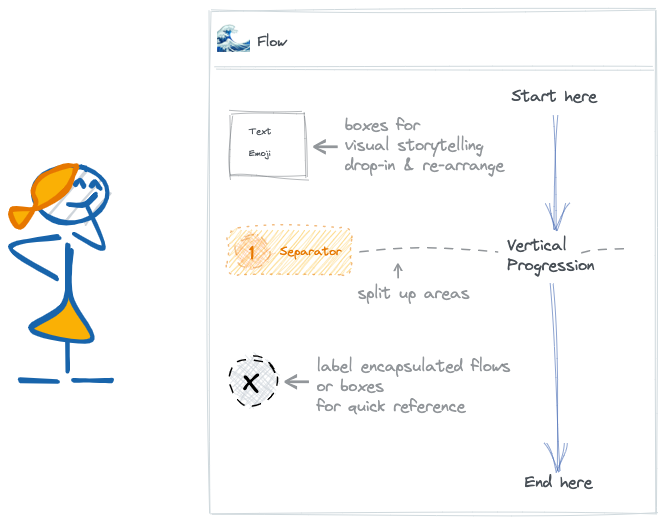 Flow
Start here
Text
Emoji
boxes for
visual storytelling
drop-in & re-arrange
1
Separator
Vertical
Progression
split up areas
X
label encapsulated flows
or boxes
for quick reference
End here